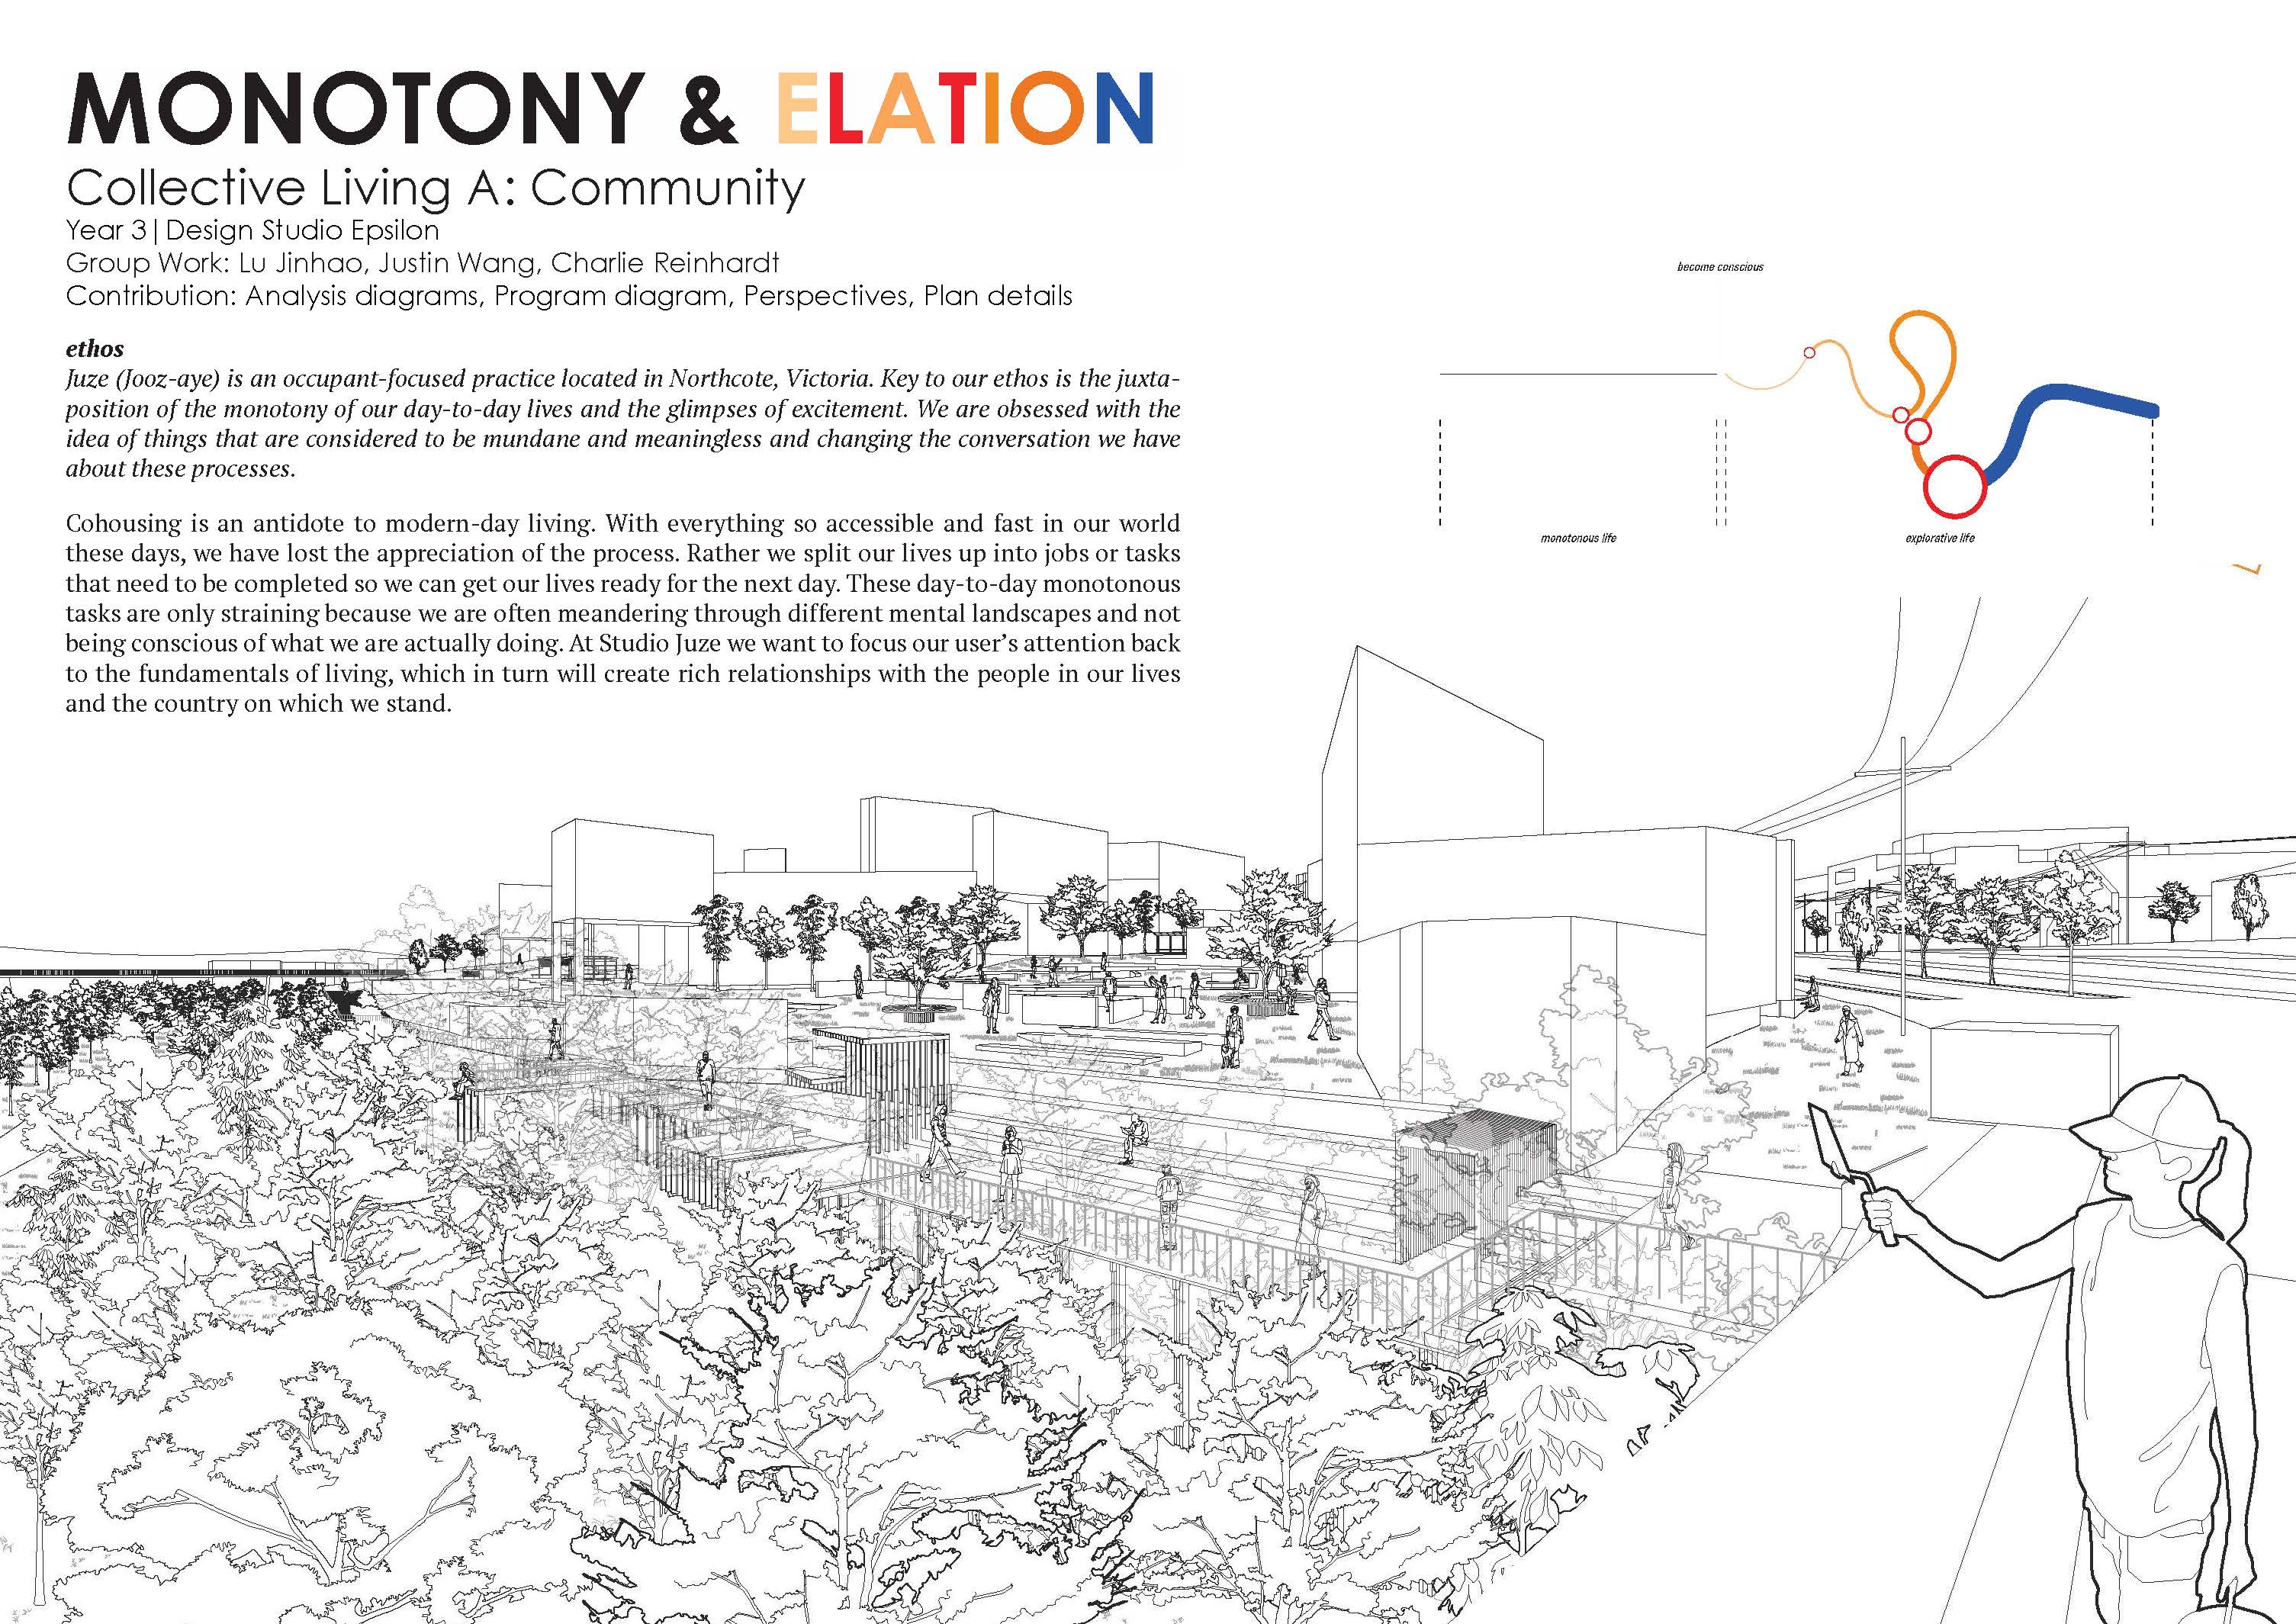 MONOTONY & ELATION
Collective Living A: Community
Year 3|Design Studio Epsilon
Group Work: Lu Jinhao, Justin Wang, Charlie Reinhardt
Contribution: Analysis diagrams, Program diagram, Perspectives, Plan details
ethos
Juze (Jooz-aye) is an occupant-focused practice located in Northcote, Victoria. Key to our ethos is the juxta-
position of the monotony of our day-to-day lives and the glimpses of excitement. We are obsessed with the
idea of things that are considered to be mundane and meaningless and changing the conversation we have
about these processes.
Cohousing is an antidote to modern-day living. With everything so accessible and fast in our world
these days, we have lost the appreciation of the process. Rather we split our lives up into jobs or tasks
that need to be completed so we can get our lives ready for the next day. These day-to-day monotonous
tasks are only straining because we are often meandering through different mental landscapes and not
being conscious of what we are actually doing. At Studio Juze we want to focus our user's attention back
to the fundamentals of living, which in turn will create rich relationships with the people in our lives
and the country on which we stand.
become conscious
monotonous life
explorative life